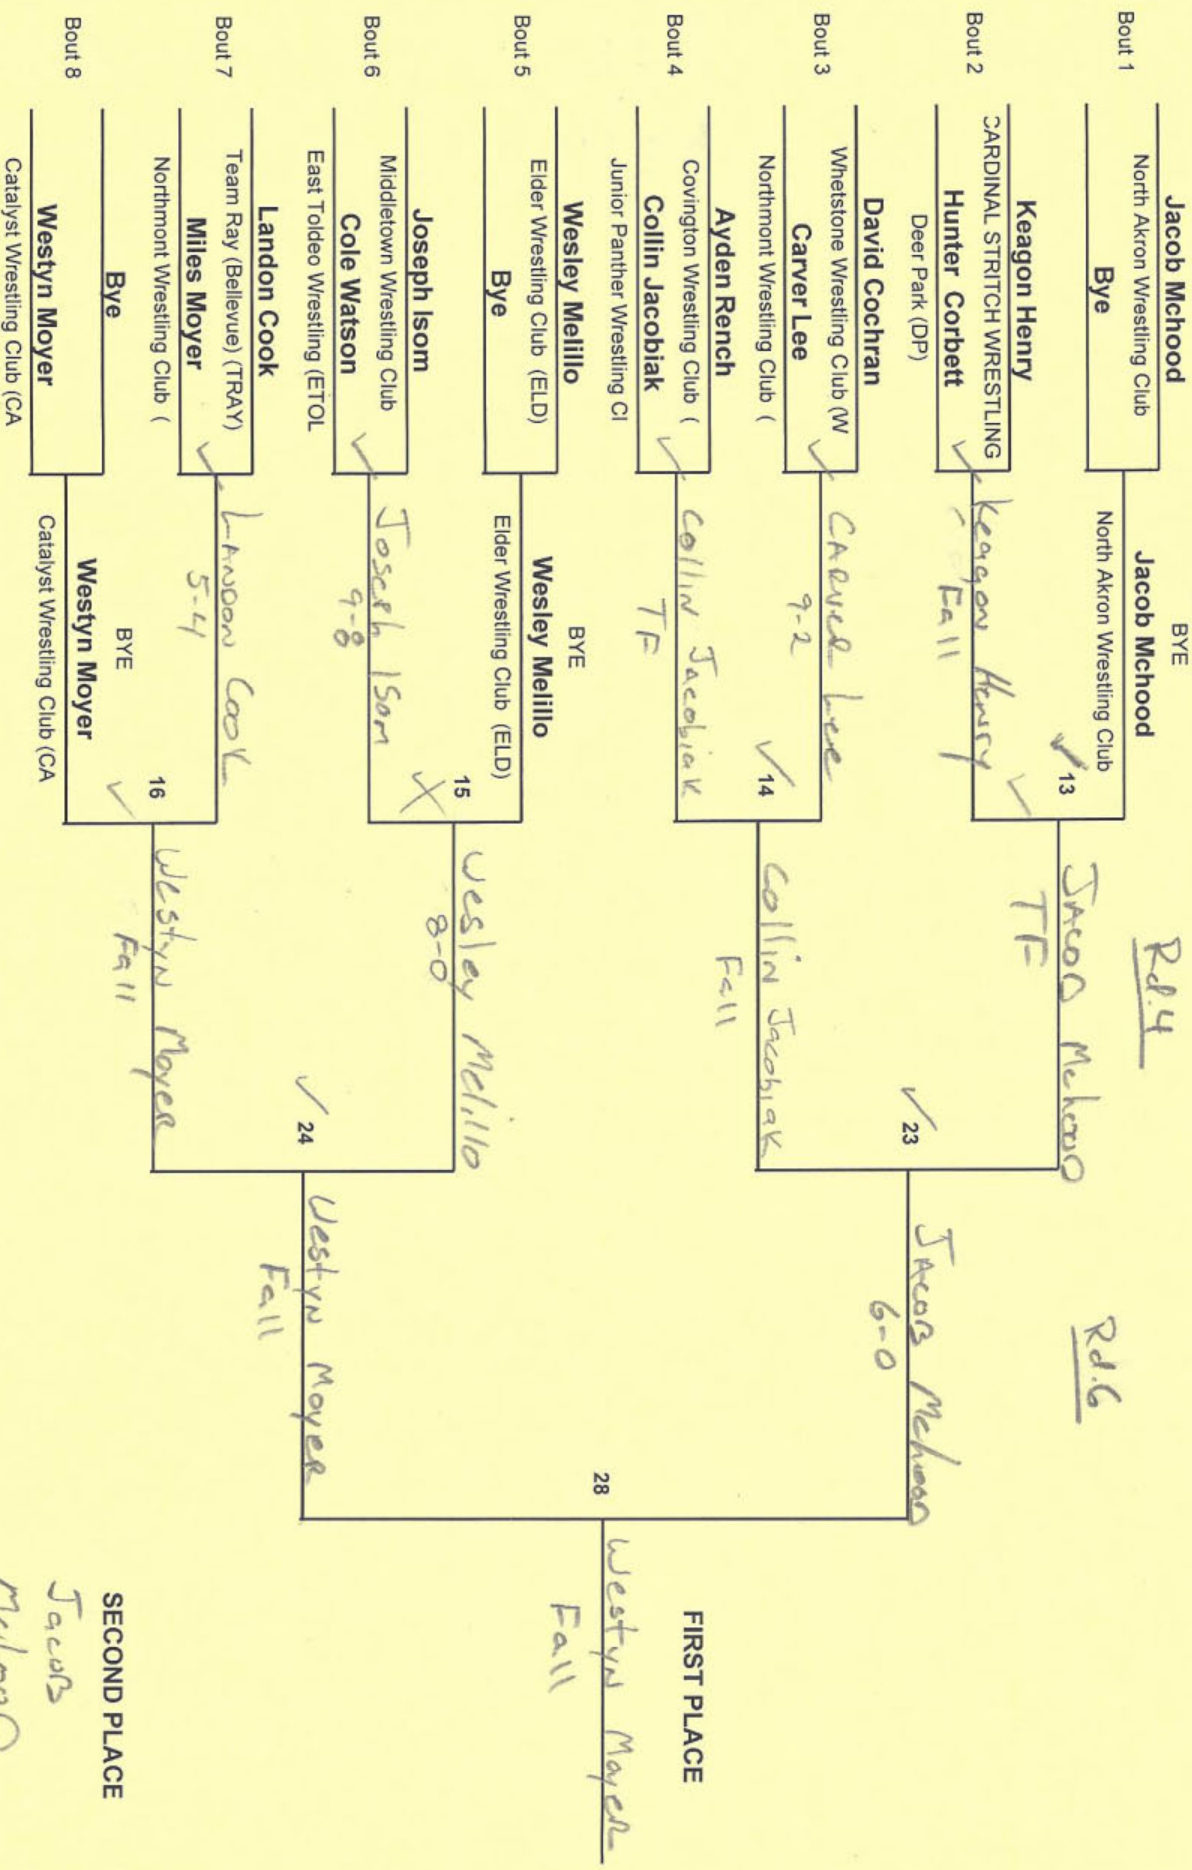 Bout 1
Jacob Mchood
North Akron Wrestling Club
Bye
Bout 2
Keagon Henry
CARDINAL STRITCH WRESTLING
Hunter Corbett
Deer Park (DP)
Bout 3
David Cochran
Whetstone Wrestling Club (W
Carver Lee
Northmont Wrestling Club (
Bout 4
Ayden Rench
Covington Wrestling Club (
Collin Jacobiak
Junior Panther Wrestling Cl
Bout 5
Wesley Melillo
Elder Wrestling Club (ELD)
Bye
Bout 6
Joseph Isom
Middletown Wrestling Club
Cole Watson
East Toldeo Wrestling (ETOL
Bout 7
Landon Cook
Team Ray (Bellevue) (TRAY)
Miles Moyer
Northmont Wrestling Club (
Bout 8
Bye
Westyn Moyer
Catalyst Wrestling Club (CA
BYE
Jacob Mchood
North Akron Wrestling Club
13
Keagon Henry
Fall
CARVER Lee
9-2
14
Collin Jacobiak
TF
BYE
Wesley Melillo
Elder Wrestling Club (ELD)
15
Joseph Isom
9-8
LANDON COOK
5-4
16
BYE
Westyn Moyer
Catalyst Wrestling Club (CA
Rd.4
JACOB Mchood
TF
23
Collin Jacobiak
Fall
Wesley Melillo
8-0
24
Westyn Moyer
Fall
Rd.6
JACOB Mchood
6-0
28
Westyn Moyer
Fall
FIRST PLACE
Westyn Moyer
Fall
SECOND PLACE
Jacob
Mchood